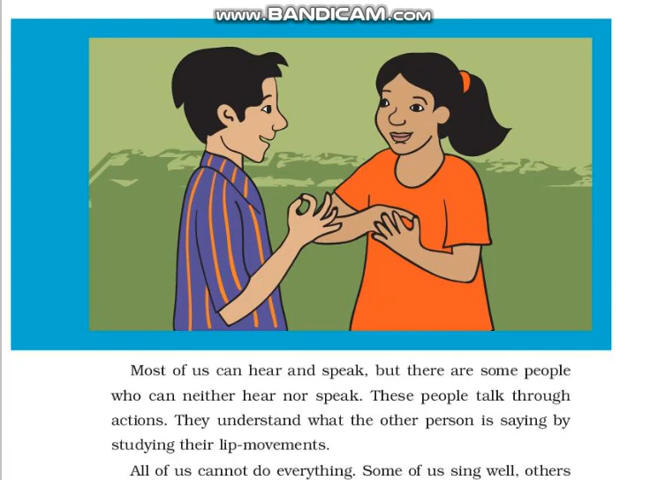 www.BANDICAM.com
Most of us can hear and speak, but there are some people
who can neither hear nor speak. These people talk through
actions. They understand what the other person is saying by
studying their lip-movements.
All of us cannot do everything. Some of us sing well, others